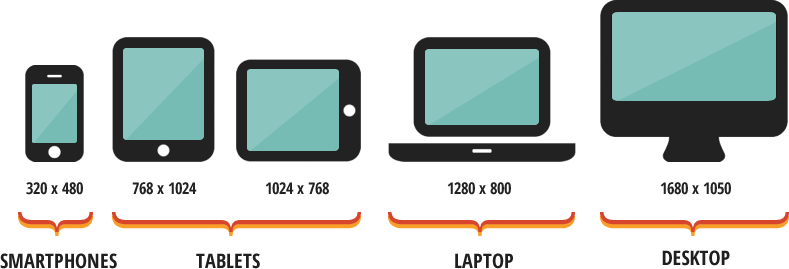 320 x 480
768 x 1024
1024 x 768
1280 x 800
1680 x 1050
SMARTPHONES
TABLETS
LAPTOP
DESKTOP